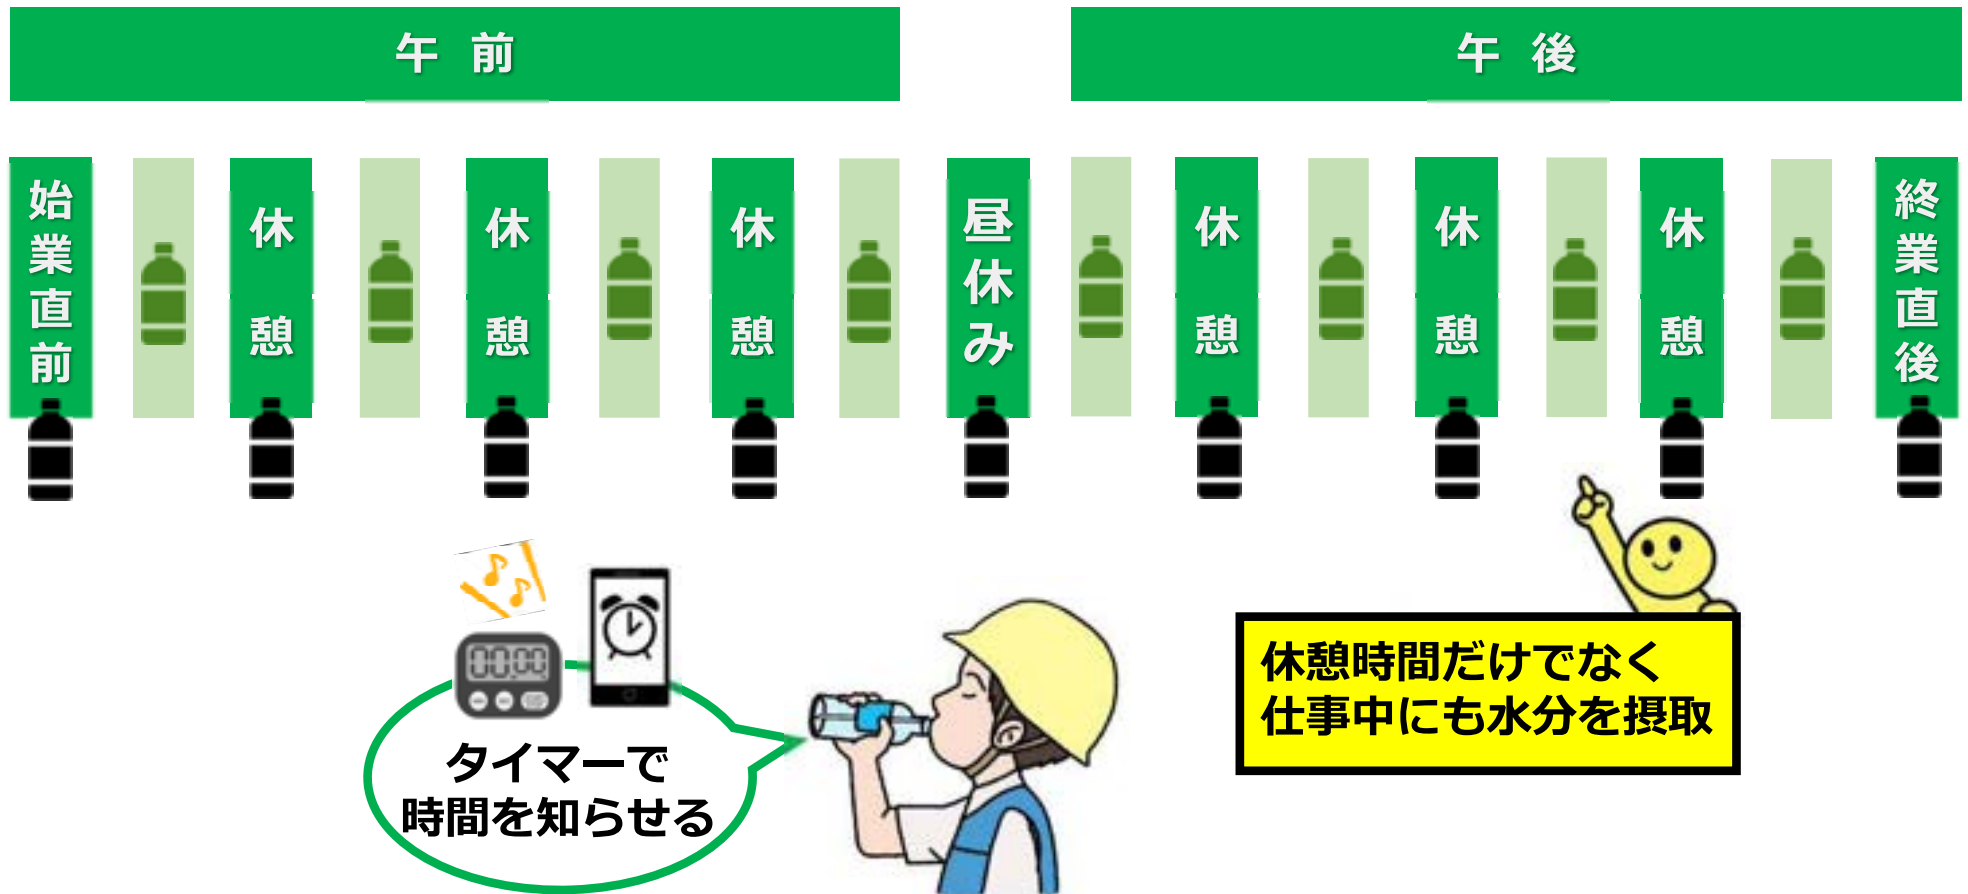 午 前
午 後
始業直前
休憩
休憩
休憩
昼休み
休憩
休憩
休憩
終業直後
00:00
タイマーで
時間を知らせる
休憩時間だけでなく
仕事中にも水分を摂取